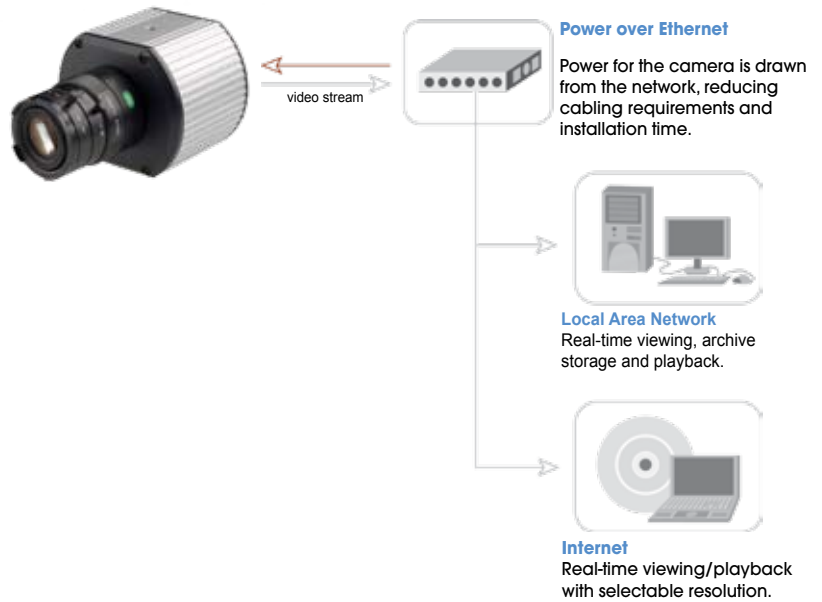 Power over Ethernet
Power for the camera is drawn
from the network, reducing
cabling requirements and
installation time.
video stream
Local Area Network
Real-time viewing, archive
storage and playback.
Internet
Real-time viewing/playback
with selectable resolution.